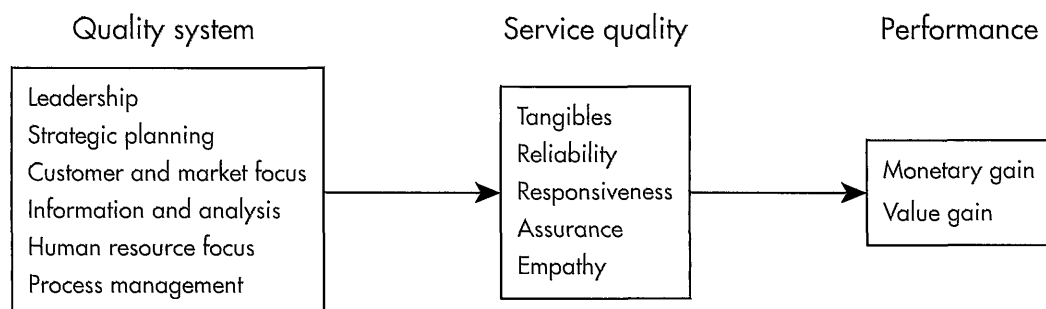 Quality system
Leadership
Strategic planning
Customer and market focus
Information and analysis
Human resource focus
Process management
Service quality
Tangibles
Reliability
Responsiveness
Assurance
Empathy
Performance
Monetary gain
Value gain